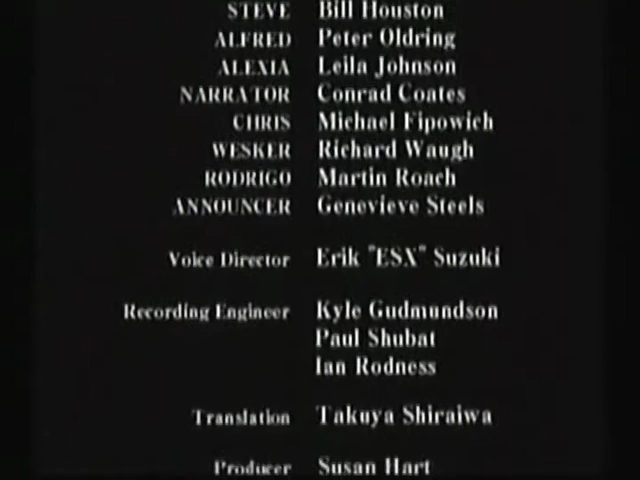 STEVE Bill Houston
ALFRED Peter Oldring
ALEXIA Leila Johnson
NARRATOR Conrad Coates
CHRIS Michael Fipowich
WESKER Richard Waugh
RODRIGO Martin Roach
ANNOUNCER Genevieve Steels
Voice Director Erik "ESX" Suzuki
Recording Engineer Kyle Gudmundson
Paul Shubat
Ian Rodness
Translation Takuya Shiraiwa
Producer Susan Hart